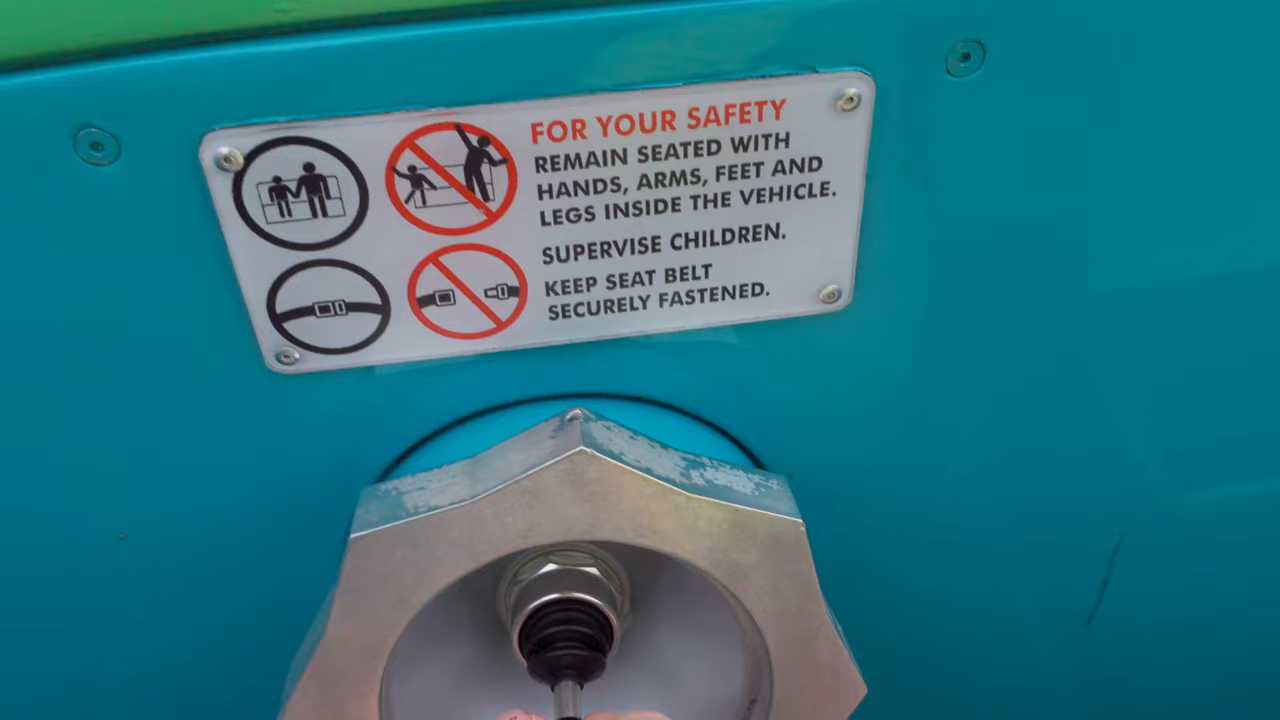 FOR YOUR SAFETY
REMAIN SEATED WITH
HANDS, ARMS, FEET AND
LEGS INSIDE THE VEHICLE.
SUPERVISE CHILDREN.
KEEP SEAT BELT
SECURELY FASTENED.